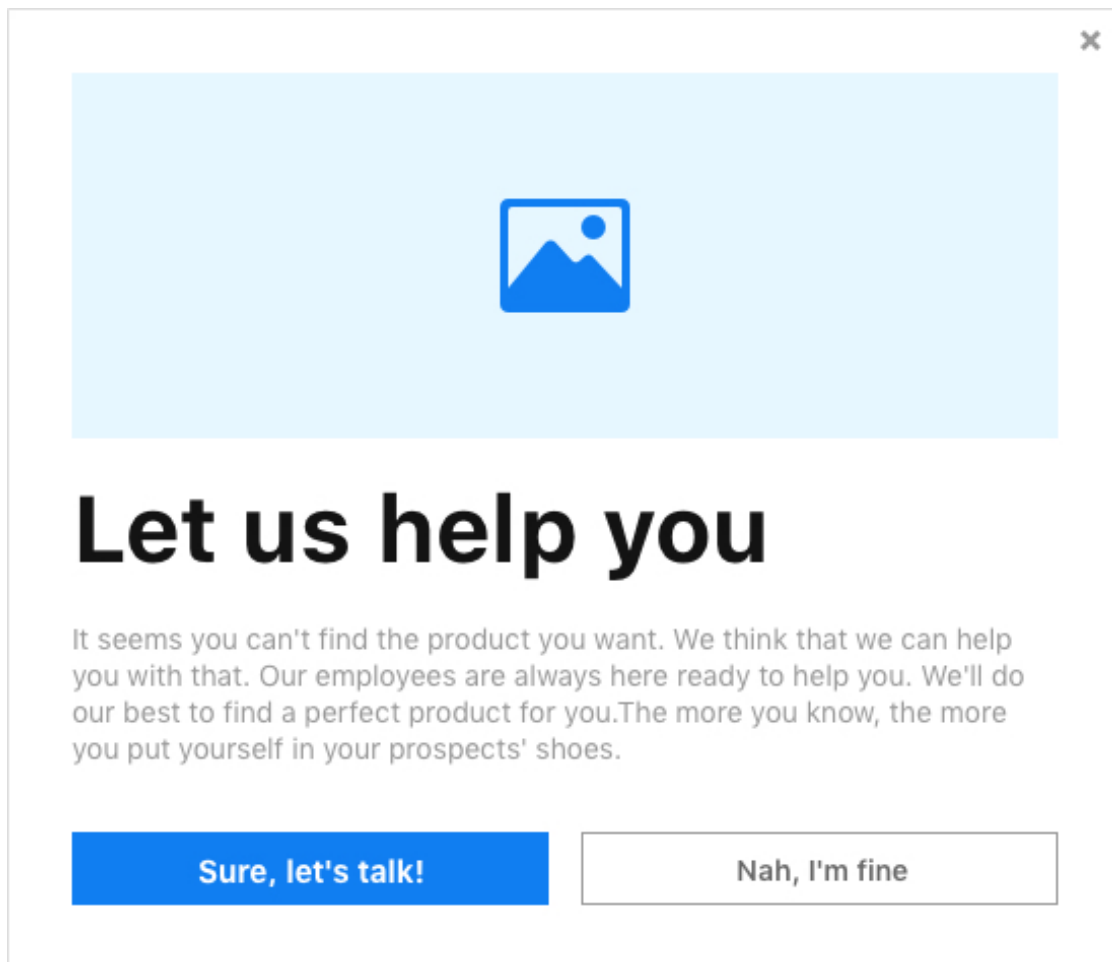 Let us help you
It seems you can't find the product you want. We think that we can help
you with that. Our employees are always here ready to help you. We'll do
our best to find a perfect product for you.The more you know, the more
you put yourself in your prospects' shoes.
Sure, let's talk!
Nah, I'm fine